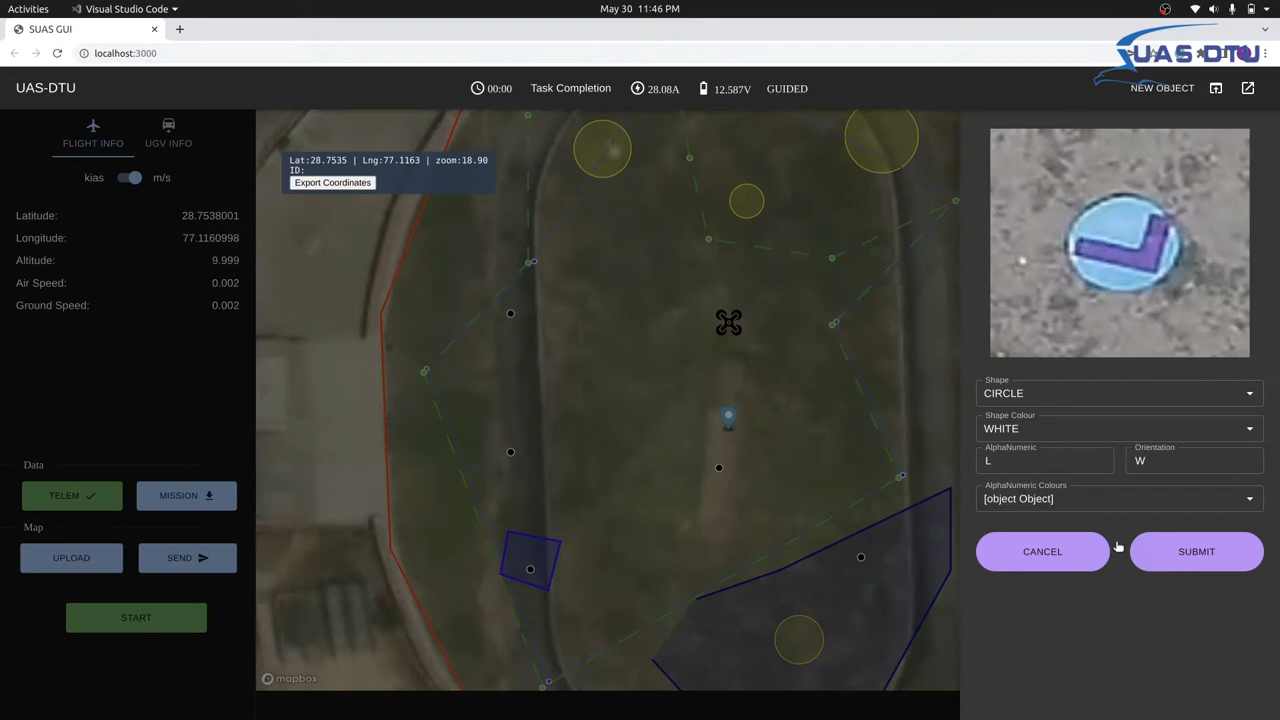 Activities
Visual Studio Code
May 30 11:46 PM
SUAS GUI
localhost:3000
UAS-DTU
UAS-DTU
00:00
Task Completion
28.08A
12.587V
GUIDED
NEW OBJECT
FLIGHT INFO
UGV INFO
kias
m/s
Latitude: 28.7538001
Longitude: 77.1160998
Altitude: 9.999
Air Speed: 0.002
Ground Speed: 0.002
Data
TELEM
MISSION
Map
UPLOAD
SEND
START
Lat:28.7535 | Lng:77.1163 | zoom:18.90
ID:
Export Coordinates
mapbox
L
Shape
CIRCLE
Shape Colour
WHITE
AlphaNumeric
L
Orientation
W
AlphaNumeric Colours
[object Object]
CANCEL
SUBMIT